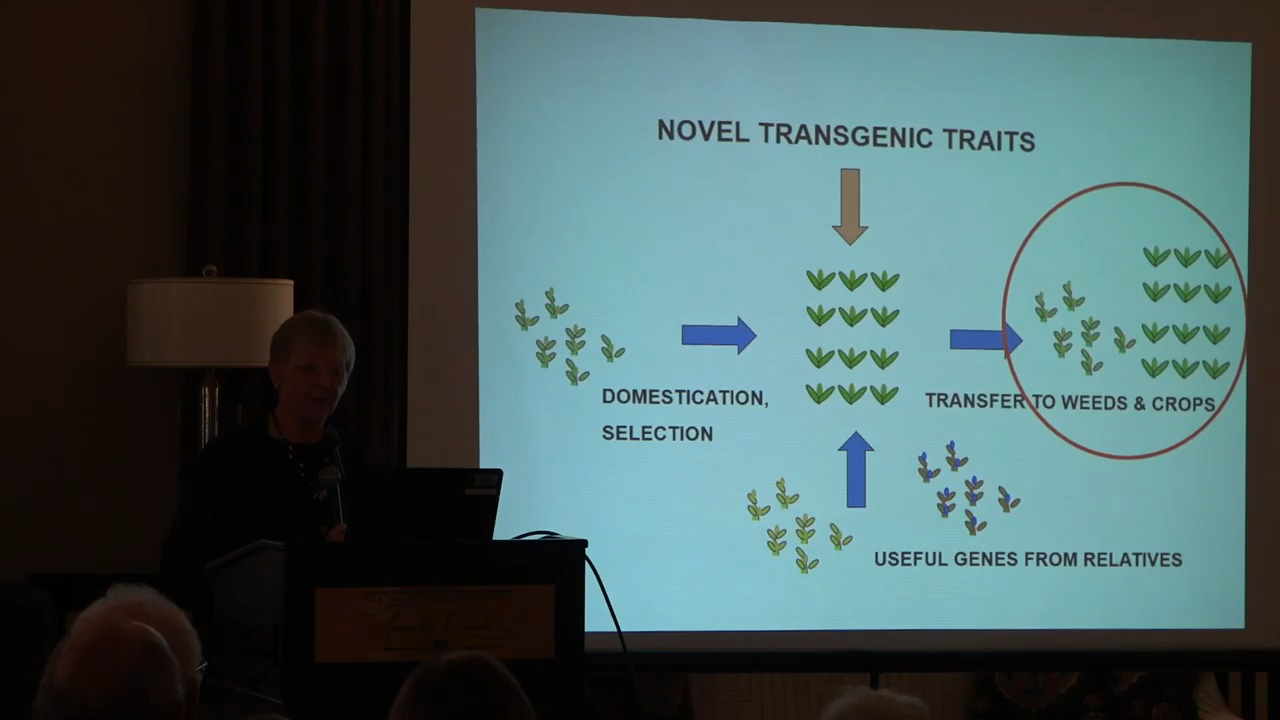 NOVEL TRANSGENIC TRAITS
DOMESTICATION,
SELECTION
TRANSFER TO WEEDS & CROPS
USEFUL GENES FROM RELATIVES